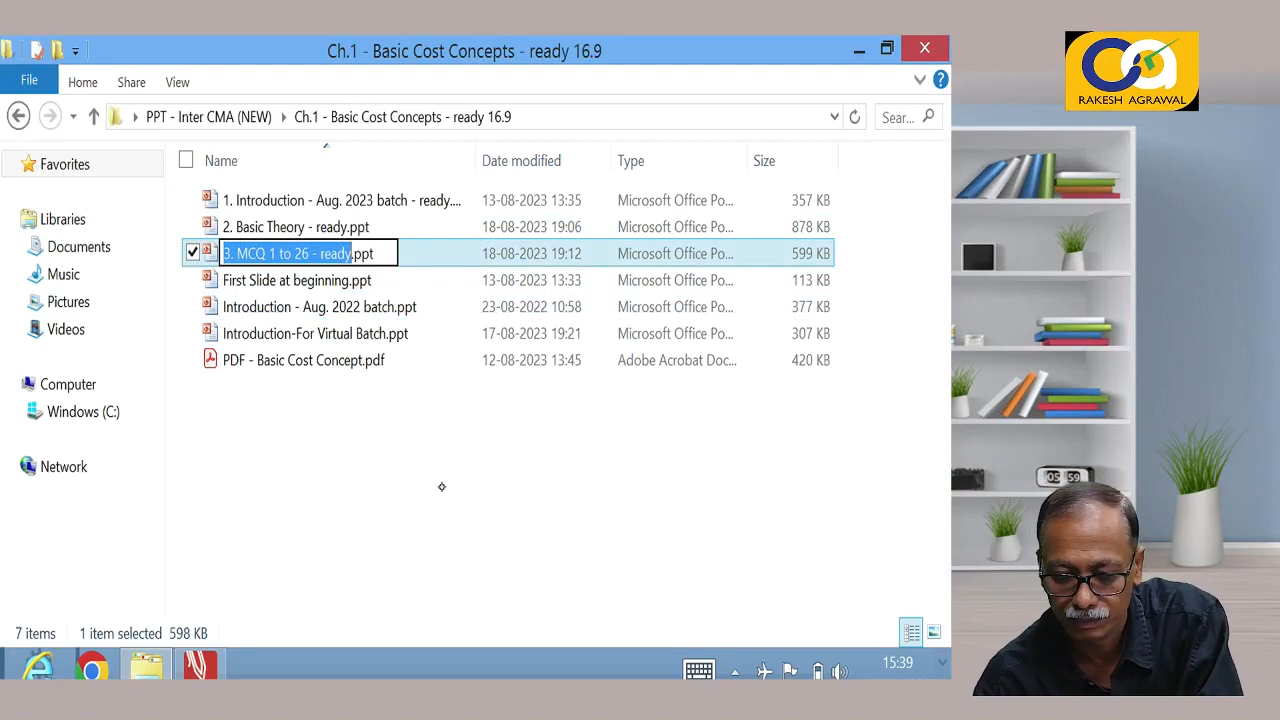 Ch.1 - Basic Cost Concepts - ready 16.9
X
File Home Share View
PPT - Inter CMA (NEW) Ch.1 - Basic Cost Concepts - ready 16.9 Sear...
Favorites
Libraries
Documents
Music
Pictures
Videos
Computer
Windows (C:)
Network
Name Date modified Type Size
1. Introduction - Aug. 2023 batch - ready.... 13-08-2023 13:35 Microsoft Office Po... 357 KB
2. Basic Theory - ready.ppt 18-08-2023 19:06 Microsoft Office Po... 878 KB
3. MCQ 1 to 26 - ready.ppt 18-08-2023 19:12 Microsoft Office Po... 599 KB
First Slide at beginning.ppt 13-08-2023 13:33 Microsoft Office Po... 113 KB
Introduction - Aug. 2022 batch.ppt 23-08-2022 10:58 Microsoft Office Po... 377 KB
Introduction-For Virtual Batch.ppt 17-08-2023 19:21 Microsoft Office Po... 307 KB
PDF - Basic Cost Concept.pdf 12-08-2023 13:45 Adobe Acrobat Doc... 420 KB
7 items 1 item selected 598 KB
15:39
ca
RAKESH AGRAWAL
05 59